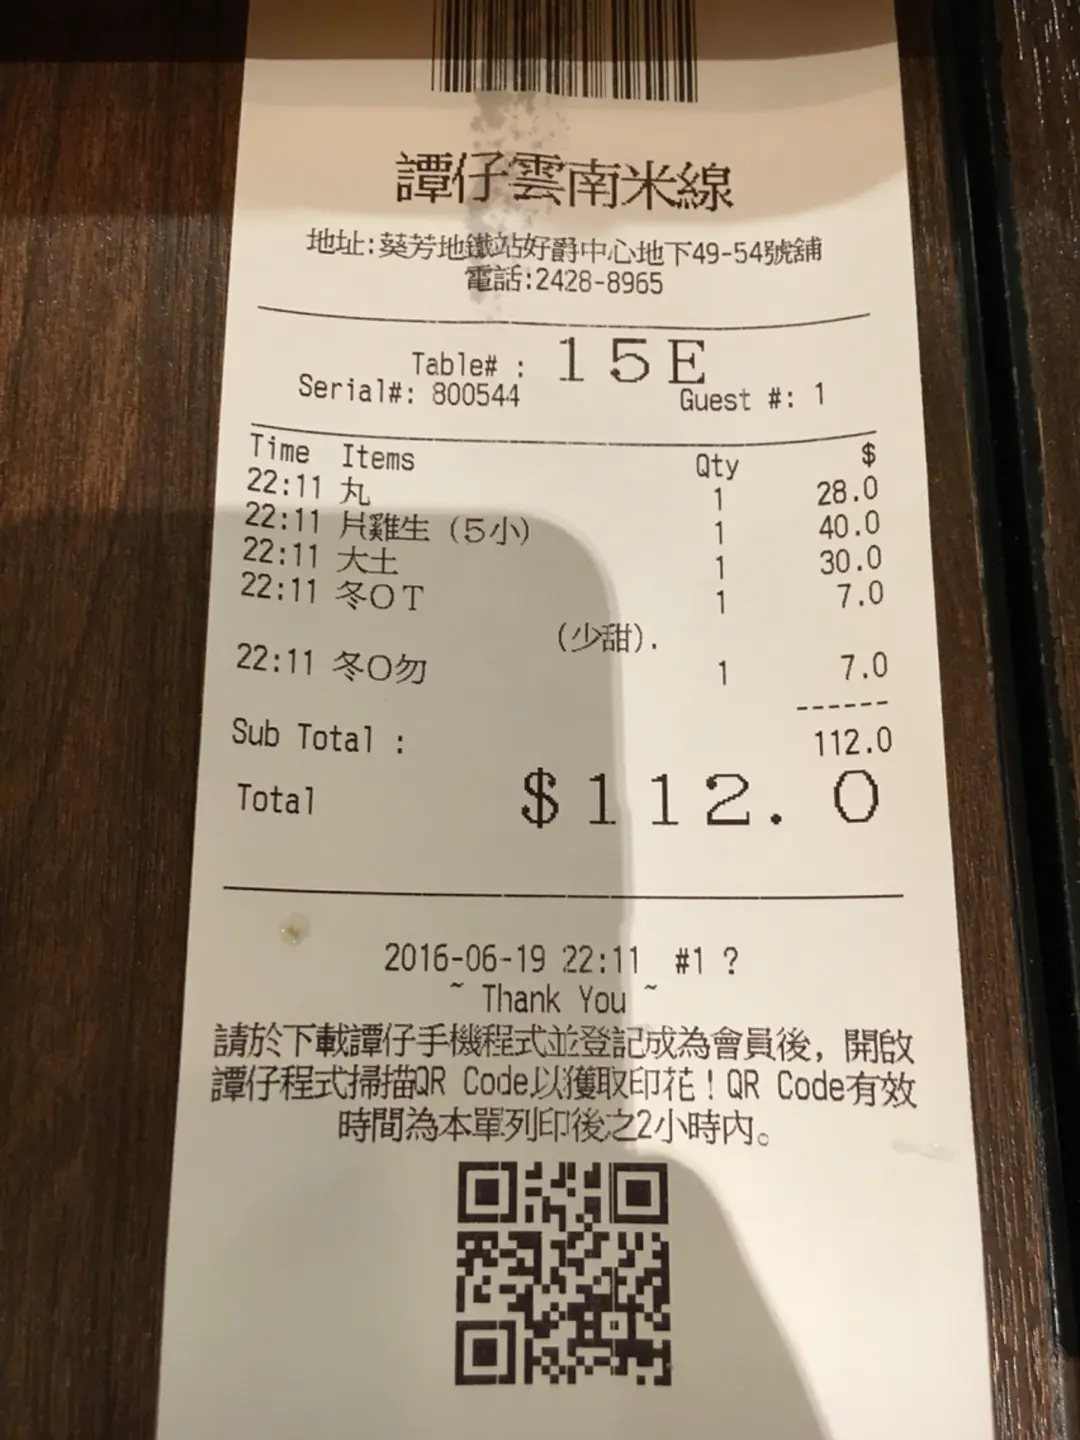 譚仔雲南米線
地址:葵芳地鐵站好爵中心地下49-54號舖
電話:2428-8965
Table# : 15E
Serial#: 800544 Guest #: 1
Time Items Qty $
22:11 丸 1 28.0
22:11 片雞生 (5小) 1 40.0
22:11 大土 1 30.0
22:11 冬OT 1 7.0
(少甜).
22:11 冬O勿 1 7.0
------
Sub Total : 112.0
Total $112.0
2016-06-19 22:11 #1 ?
~ Thank You ~
請於下載譚仔手機程式並登記成為會員後, 開啟
譚仔程式掃描QR Code以獲取印花!QR Code有效
時間為本單列印後之2小時內。